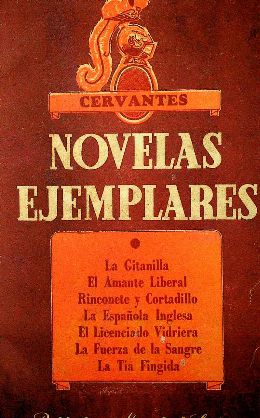 CERVANTES
NOVELAS
EJEMPLARES
La Gitanilla
El Amante Liberal
Rinconete y Cortadillo
La Española Inglesa
El Licenciado Vidriera
La Fuerza de la Sangre
La Tía Fingida